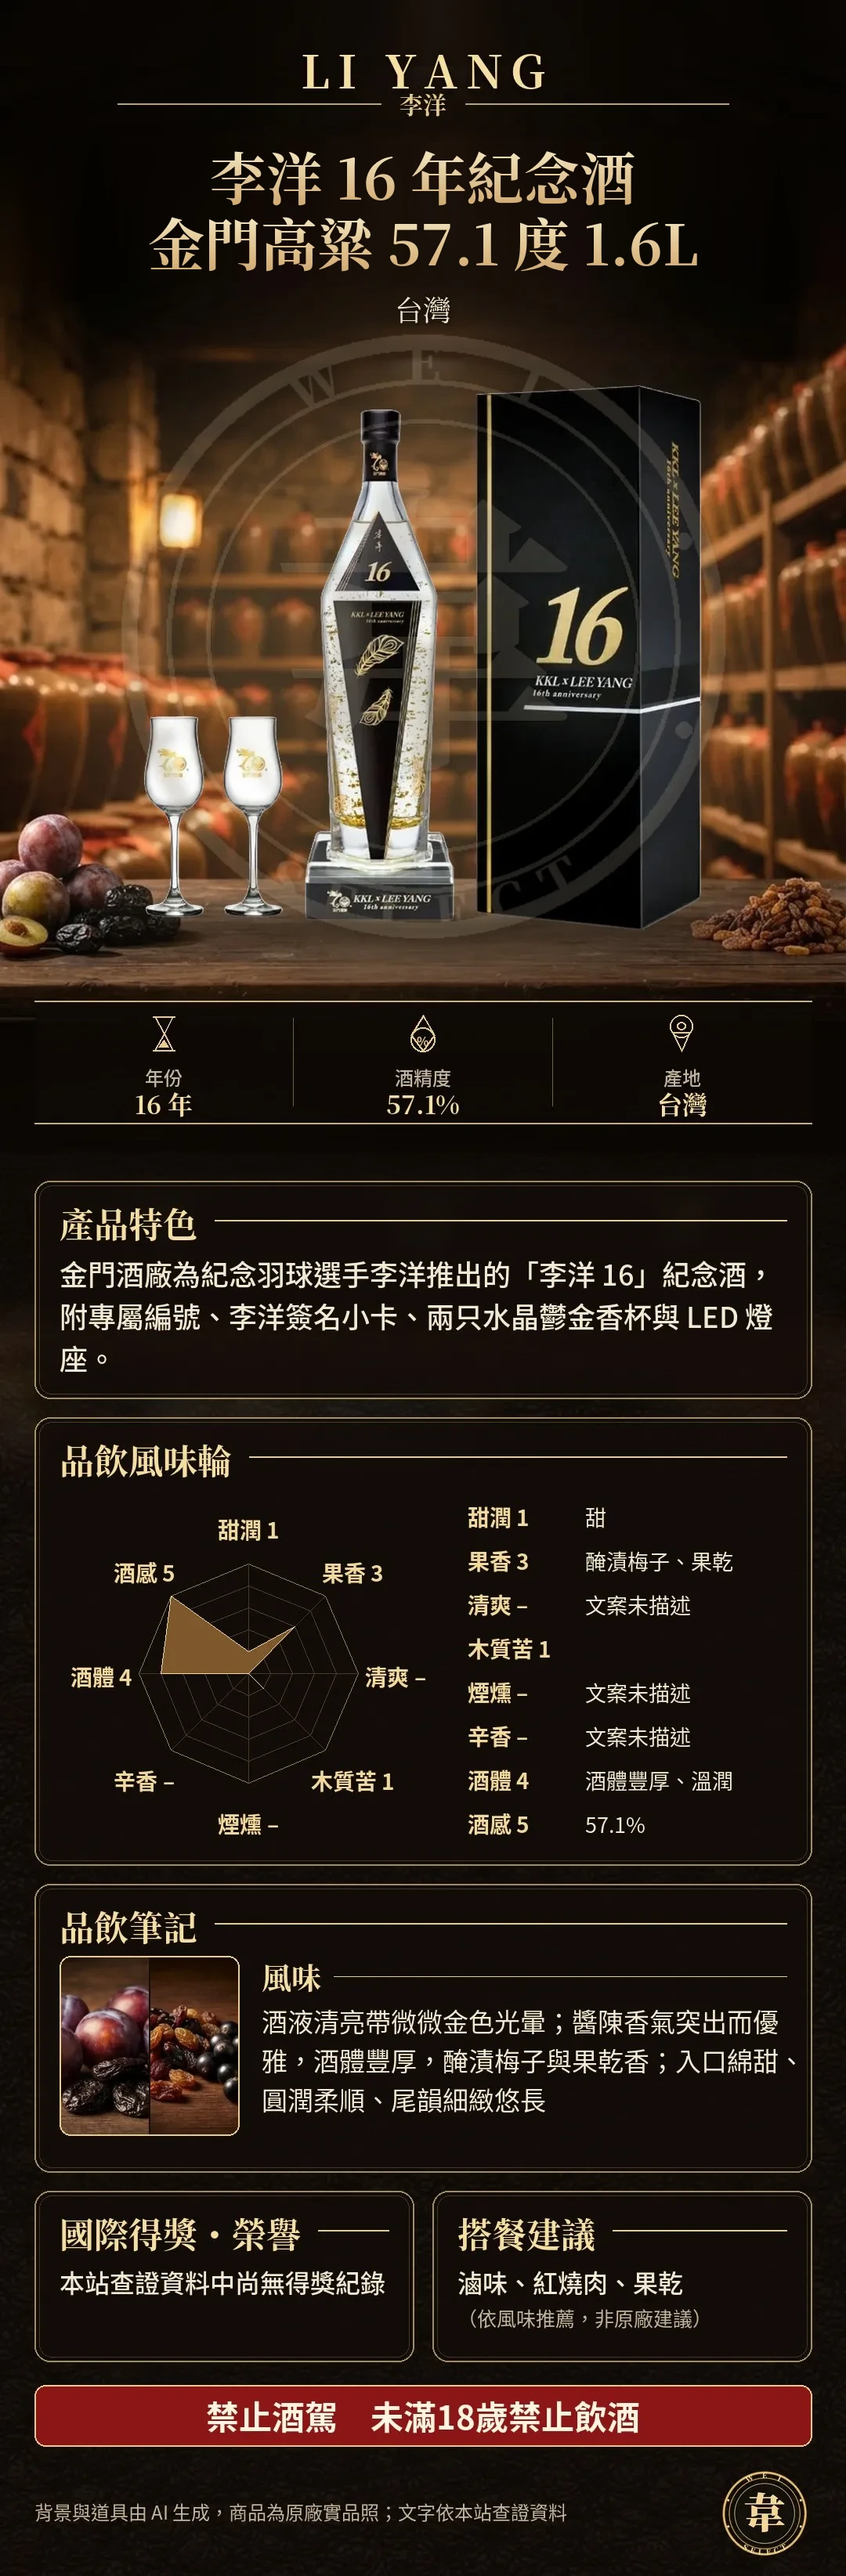 LI YANG
李洋
李洋 16 年紀念酒
金門高粱 57.1 度 1.6L
台灣
WEI
SELECT
16
KKL x LEE YANG
16th anniversary
KKL x LEE YANG
16th anniversary
16
KKL x LEE YANG
16th anniversary
KKL x LEE YANG
16th anniversary
年份
16 年
酒精度
57.1%
產地
台灣
產品特色
金門酒廠為紀念羽球選手李洋推出的「李洋 16」紀念酒，
附專屬編號、李洋簽名小卡、兩只水晶鬱金香杯與 LED 燈
座。
品飲風味輪
甜潤 1
酒感 5
果香 3
酒體 4
清爽 –
辛香 –
木質苦 1
煙燻 –
甜潤 1 甜
果香 3 醃漬梅子、果乾
清爽 – 文案未描述
木質苦 1
煙燻 – 文案未描述
辛香 – 文案未描述
酒體 4 酒體豐厚、溫潤
酒感 5 57.1%
品飲筆記
風味
酒液清亮帶微微金色光暈；醬陳香氣突出而優
雅，酒體豐厚，醃漬梅子與果乾香；入口綿甜、
圓潤柔順、尾韻細緻悠長
國際得獎・榮譽
本站查證資料中尚無得獎紀錄
搭餐建議
滷味、紅燒肉、果乾
（依風味推薦，非原廠建議）
禁止酒駕　未滿18歲禁止飲酒
背景與道具由 AI 生成，商品為原廠實品照；文字依本站查證資料
WEI
韋
SELECT